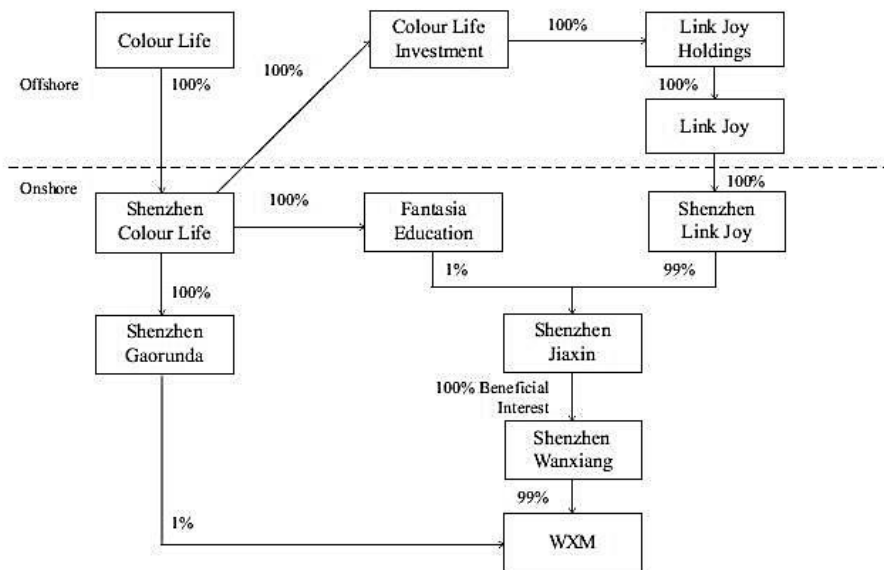 Colour Life
Colour Life
Investment
100%
Link Joy
Holdings
Offshore
100%
100%
100%
Link Joy
Onshore
100%
Shenzhen
Colour Life
100%
Fantasia
Education
Shenzhen
Link Joy
1%
99%
100%
Shenzhen
Gaorunda
Shenzhen
Jiaxin
100% Beneficial
Interest
Shenzhen
Wanxiang
99%
1%
WXM